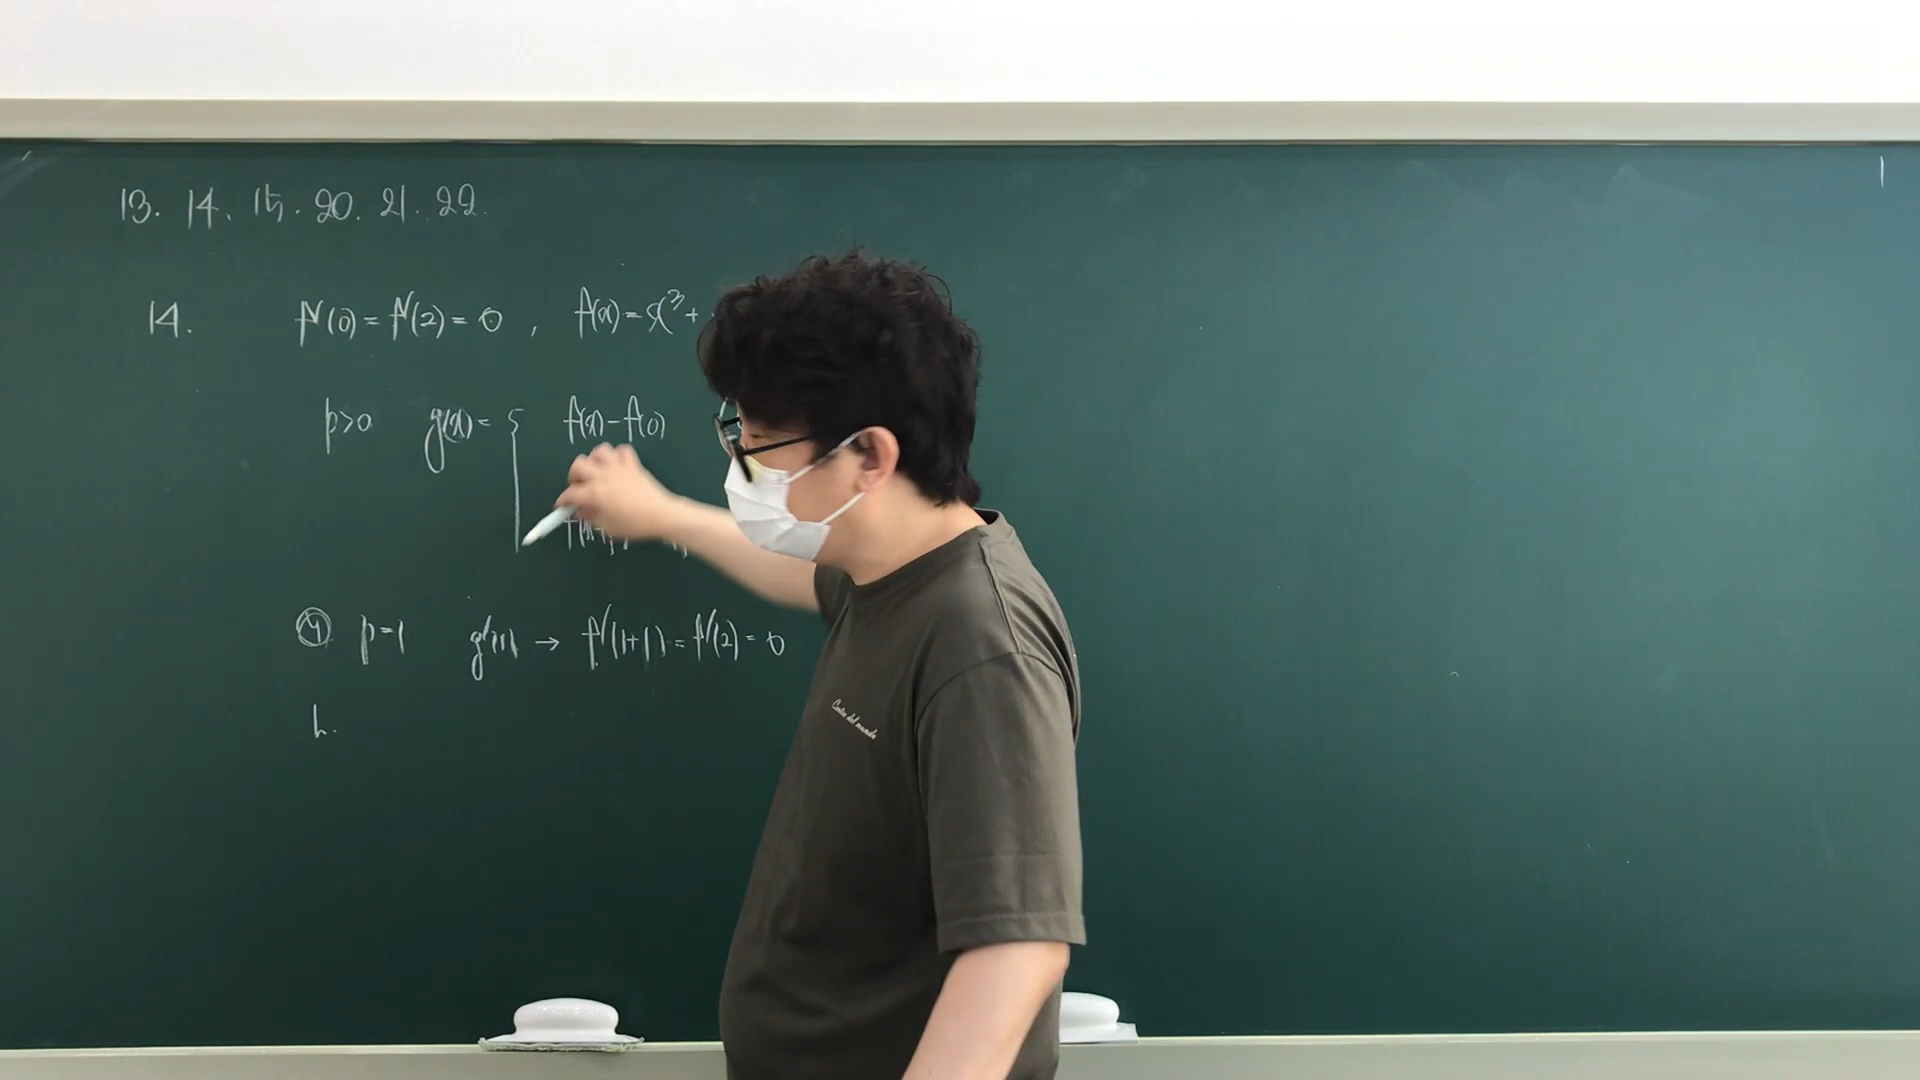 13. 14. 15. 20. 21. 22.
14. f'(0) = f'(2) = 0 , f(x) = x³ +
p>0 g(x) = { f(x) - f(0)
㉠ p=1 g'(1) → f'(1+1) = f'(2) = 0
ㄴ.
Centro del mundo